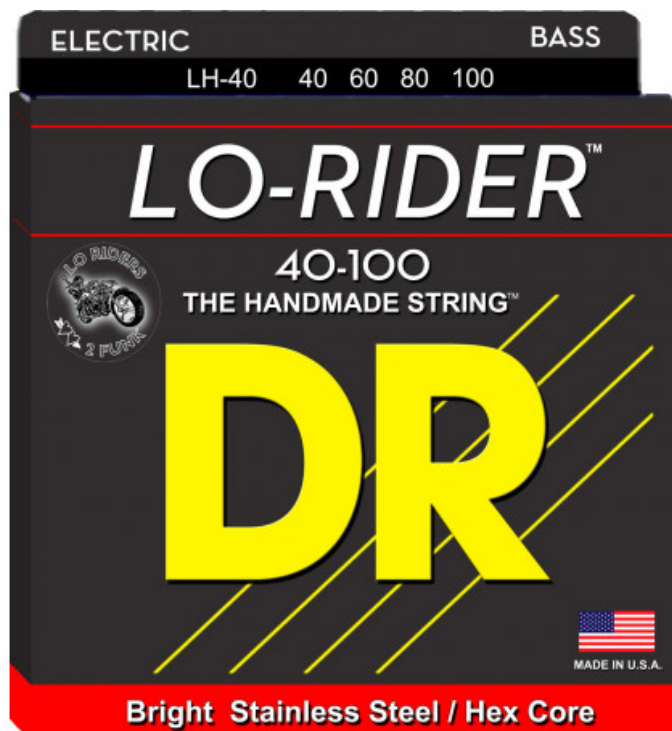 ELECTRIC BASS
LH-40 40 60 80 100
LO-RIDER™
40-100
THE HANDMADE STRING™
LO RIDERS
2 FUNK
DR
MADE IN U.S.A.
Bright Stainless Steel / Hex Core